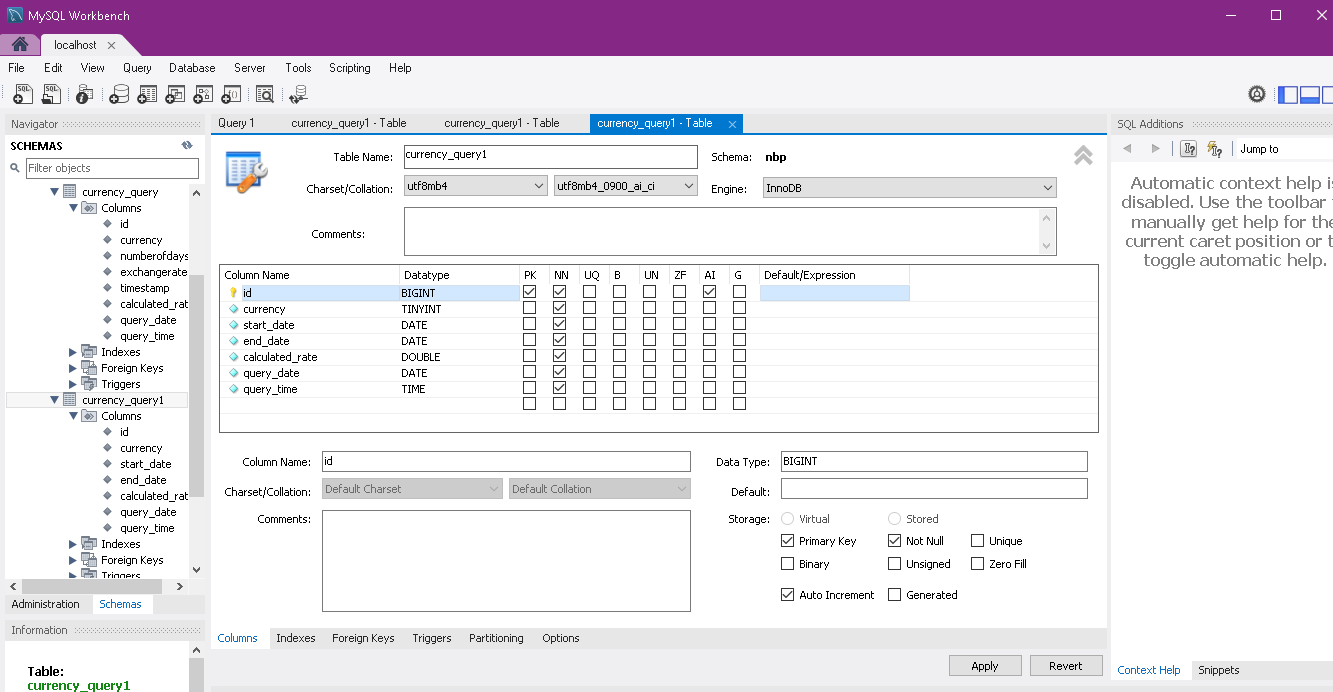 MySQL Workbench
localhost
File Edit View Query Database Server Tools Scripting Help
Navigator
SCHEMAS
Filter objects
currency_query
Columns
id
currency
numberofdays
exchangerate
timestamp
calculated_rat
query_date
query_time
Indexes
Foreign Keys
Triggers
currency_query1
Columns
id
currency
start_date
end_date
calculated_rat
query_date
query_time
Indexes
Foreign Keys
Triggers
Administration Schemas
Information
Table:
currency_query1
Query 1 currency_query1 - Table currency_query1 - Table currency_query1 - Table
Table Name: currency_query1 Schema: nbp
Charset/Collation: utf8mb4 utf8mb4_0900_ai_ci Engine: InnoDB
Comments:
Column Name Datatype PK NN UQ B UN ZF AI G Default/Expression
id BIGINT
currency TINYINT
start_date DATE
end_date DATE
calculated_rate DOUBLE
query_date DATE
query_time TIME
Column Name: id Data Type: BIGINT
Charset/Collation: Default Charset Default Collation Default:
Comments: Storage: Virtual Stored
Primary Key Not Null Unique
Binary Unsigned Zero Fill
Auto Increment Generated
Columns Indexes Foreign Keys Triggers Partitioning Options
Apply Revert
SQL Additions
Jump to
Automatic context help is
disabled. Use the toolbar
manually get help for the
current caret position or t
toggle automatic help.
Context Help Snippets